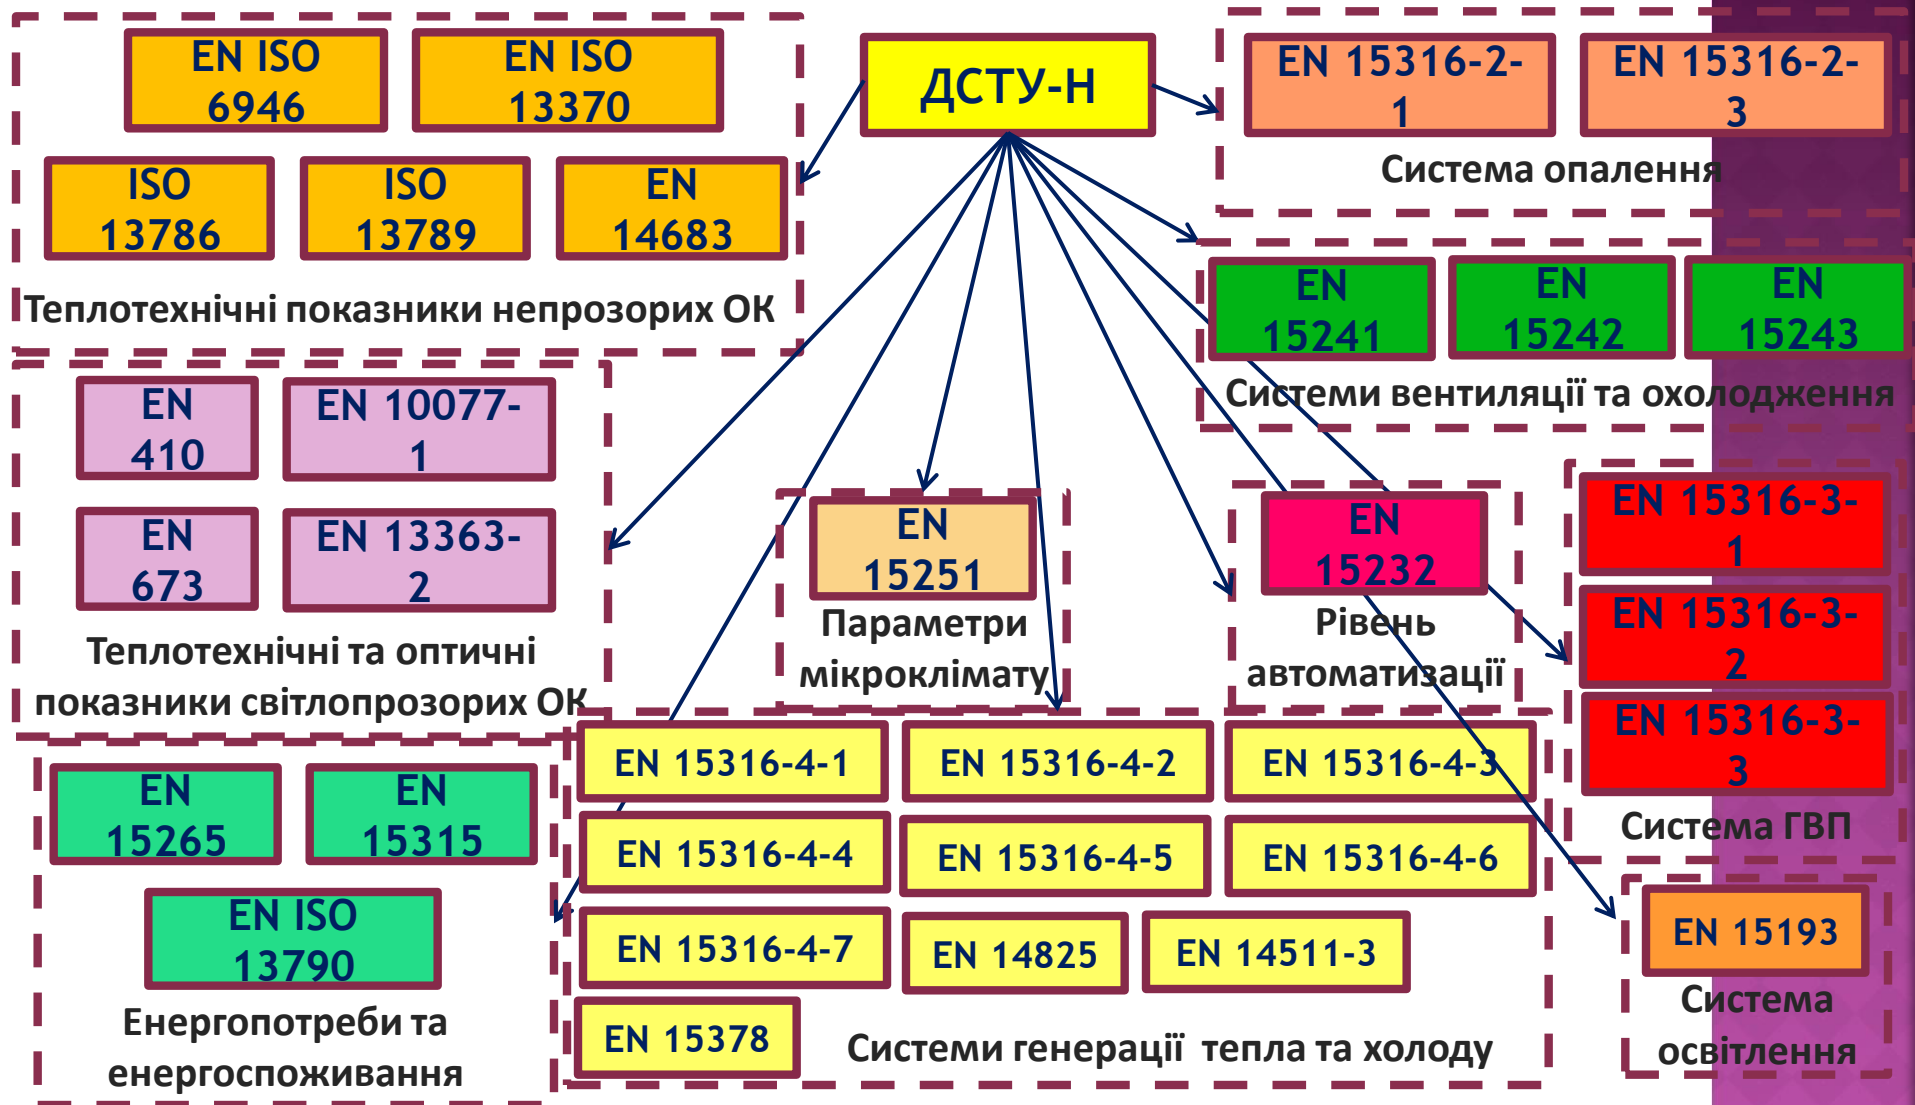 EN ISO
6946
EN ISO
13370
ISO
13786
ISO
13789
EN
14683
Теплотехнічні показники непрозорих ОК
ДСТУ-Н
EN 15316-2-
1
EN 15316-2-
3
Система опалення
EN
15241
EN
15242
EN
15243
Системи вентиляції та охолодження
EN
410
EN 10077-
1
EN
673
EN 13363-
2
Теплотехнічні та оптичні
показники світлопрозорих ОК
EN
15251
Параметри
мікроклімату
EN
15232
Рівень
автоматизації
EN 15316-3-
1
EN 15316-3-
2
EN 15316-3-
3
Система ГВП
EN
15265
EN
15315
EN ISO
13790
Енергопотреби та
енергоспоживання
EN 15316-4-1
EN 15316-4-2
EN 15316-4-3
EN 15316-4-4
EN 15316-4-5
EN 15316-4-6
EN 15316-4-7
EN 14825
EN 14511-3
EN 15378
Системи генерації тепла та холоду
EN 15193
Система
освітлення